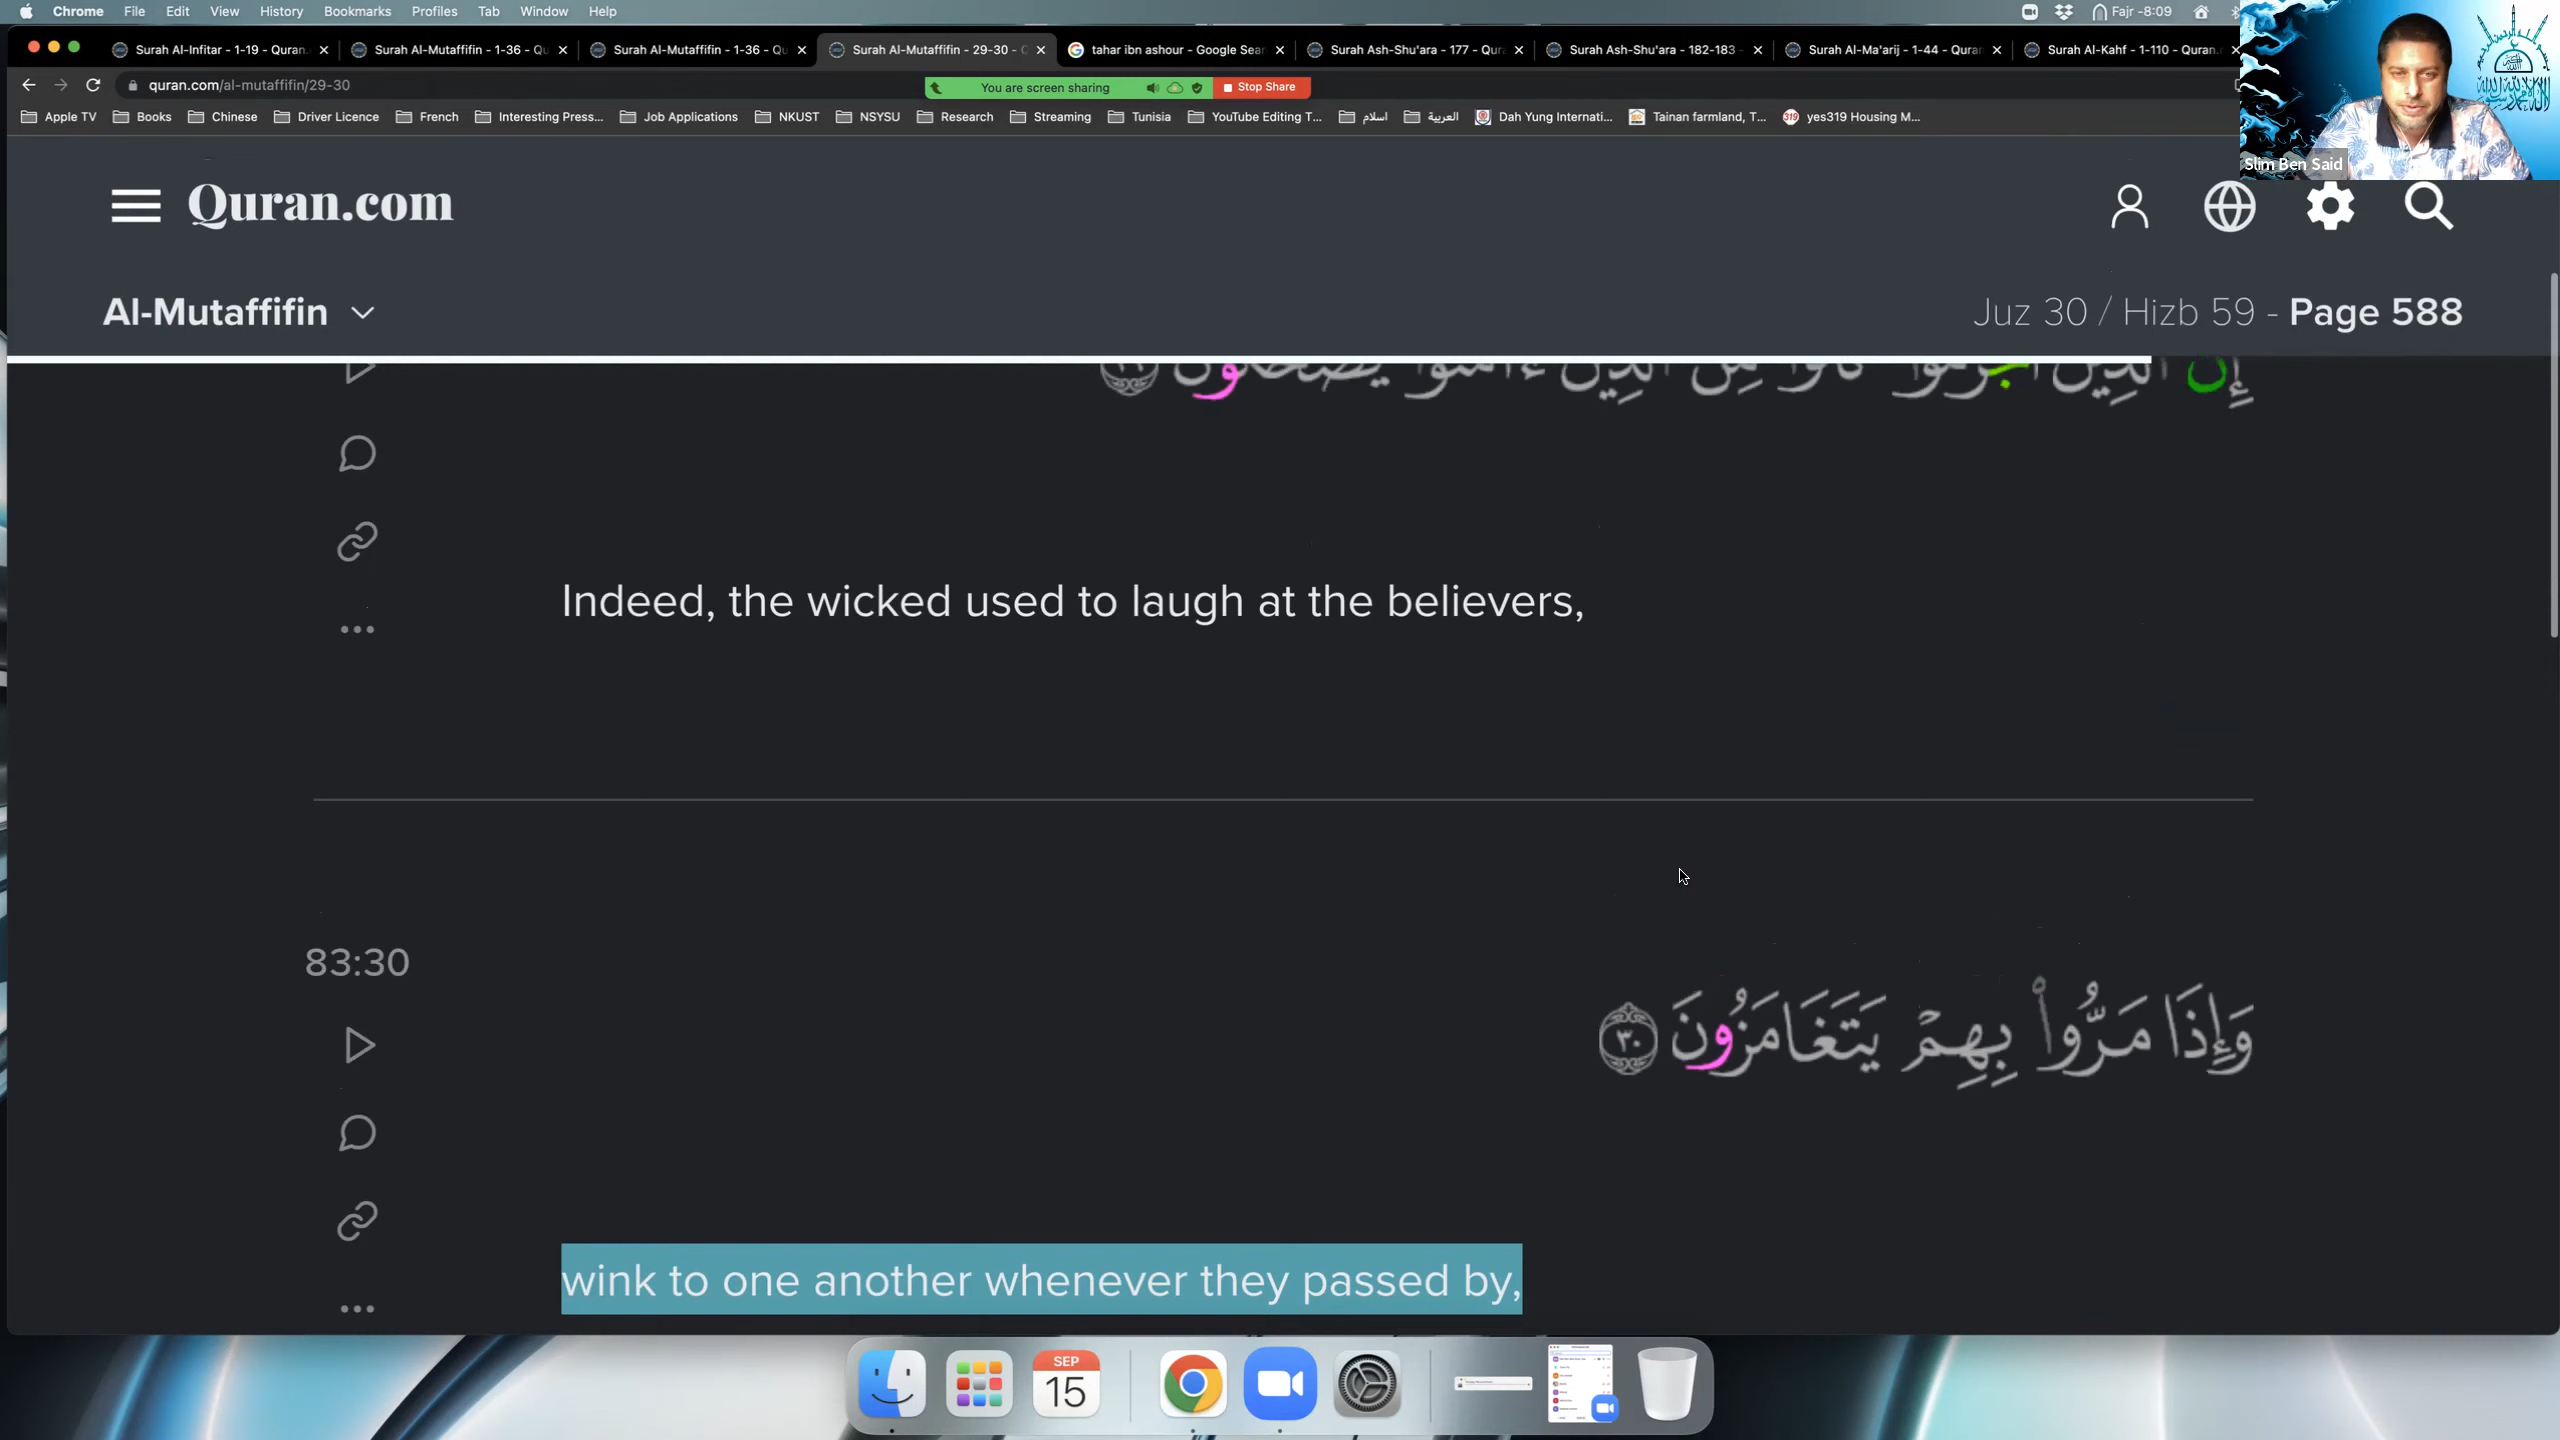 Chrome File Edit View History Bookmarks Profiles Tab Window Help
Fajr -8:09
Surah Al-Infitar - 1-19 - Quran.
Surah Al-Mutaffifin - 1-36 - Qu
Surah Al-Mutaffifin - 1-36 - Qu
Surah Al-Mutaffifin - 29-30 - Q
tahar ibn ashour - Google Sea
Surah Ash-Shu'ara - 177 - Qur
Surah Ash-Shu'ara - 182-183 -
Surah Al-Ma'arij - 1-44 - Quran
Surah Al-Kahf - 1-110 - Quran.
quran.com/al-mutaffifin/29-30
You are screen sharing
Stop Share
Apple TV
Books
Chinese
Driver Licence
French
Interesting Press...
Job Applications
NKUST
NSYSU
Research
Streaming
Tunisia
YouTube Editing T...
اسلام
العربية
Dah Yung Internati...
Tainan farmland, T...
yes319 Housing M...
Slim Ben Said
Quran.com
Al-Mutaffifin
Juz 30 / Hizb 59 - Page 588
Indeed, the wicked used to laugh at the believers,
83:30
وَإِذَا مَرُّوا۟ بِهِمْ يَتَغَامَزُونَ ٣٠
wink to one another whenever they passed by,
SEP
15